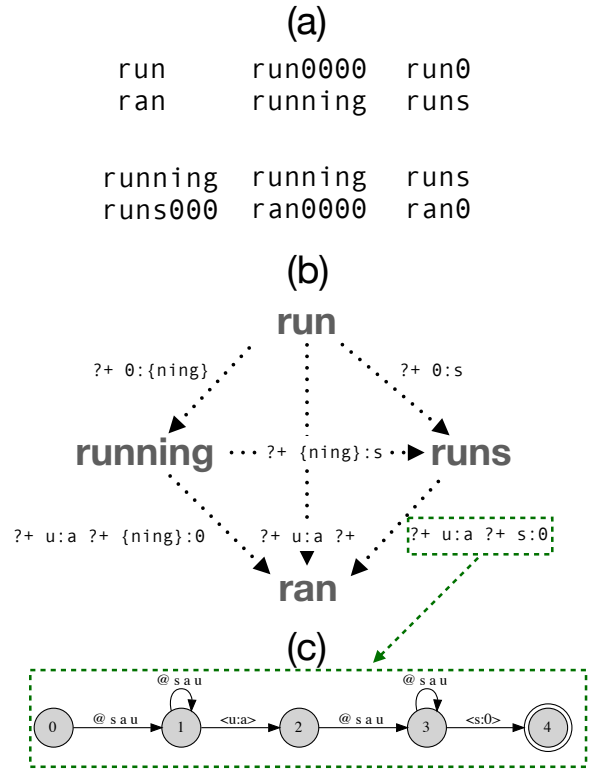 (a)
run run0000 run0
ran running runs
running running runs
runs000 ran0000 ran0
(b)
run
?+ 0:{ning} ?+ 0:s
running ?+ {ning}:s runs
?+ u:a ?+ {ning}:0 ?+ u:a ?+ ?+ u:a ?+ s:0
ran
(c)
@ s a u @ s a u
0 @ s a u 1 <u:a> 2 @ s a u 3 <s:0> 4